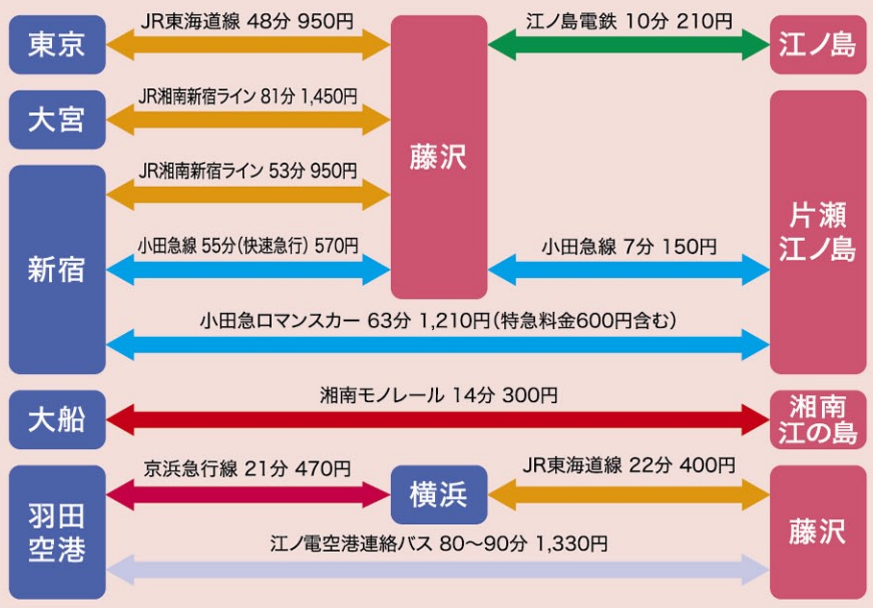 東京
JR東海道線 48分 950円
藤沢
江ノ島電鉄 10分 210円
江ノ島
大宮
JR湘南新宿ライン 81分 1,450円
新宿
JR湘南新宿ライン 53分 950円
小田急線 55分(快速急行) 570円
小田急線 7分 150円
片瀬
江ノ島
小田急ロマンスカー 63分 1,210円(特急料金600円含む)
大船
湘南モノレール 14分 300円
湘南
江の島
羽田
空港
京浜急行線 21分 470円
横浜
JR東海道線 22分 400円
藤沢
江ノ電空港連絡バス 80〜90分 1,330円